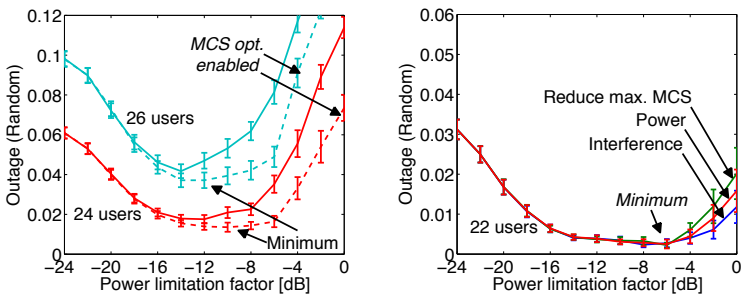 0.12
0.1
0.08
0.06
0.04
0.02
0
−24 −20 −16 −12 −8 −4 0
Outage (Random)
Power limitation factor [dB]
MCS opt.
enabled
26 users
24 users
Minimum
0.06
0.05
0.04
0.03
0.02
0.01
0
−24 −20 −16 −12 −8 −4 0
Outage (Random)
Power limitation factor [dB]
Reduce max. MCS
Power
Interference
Minimum
22 users